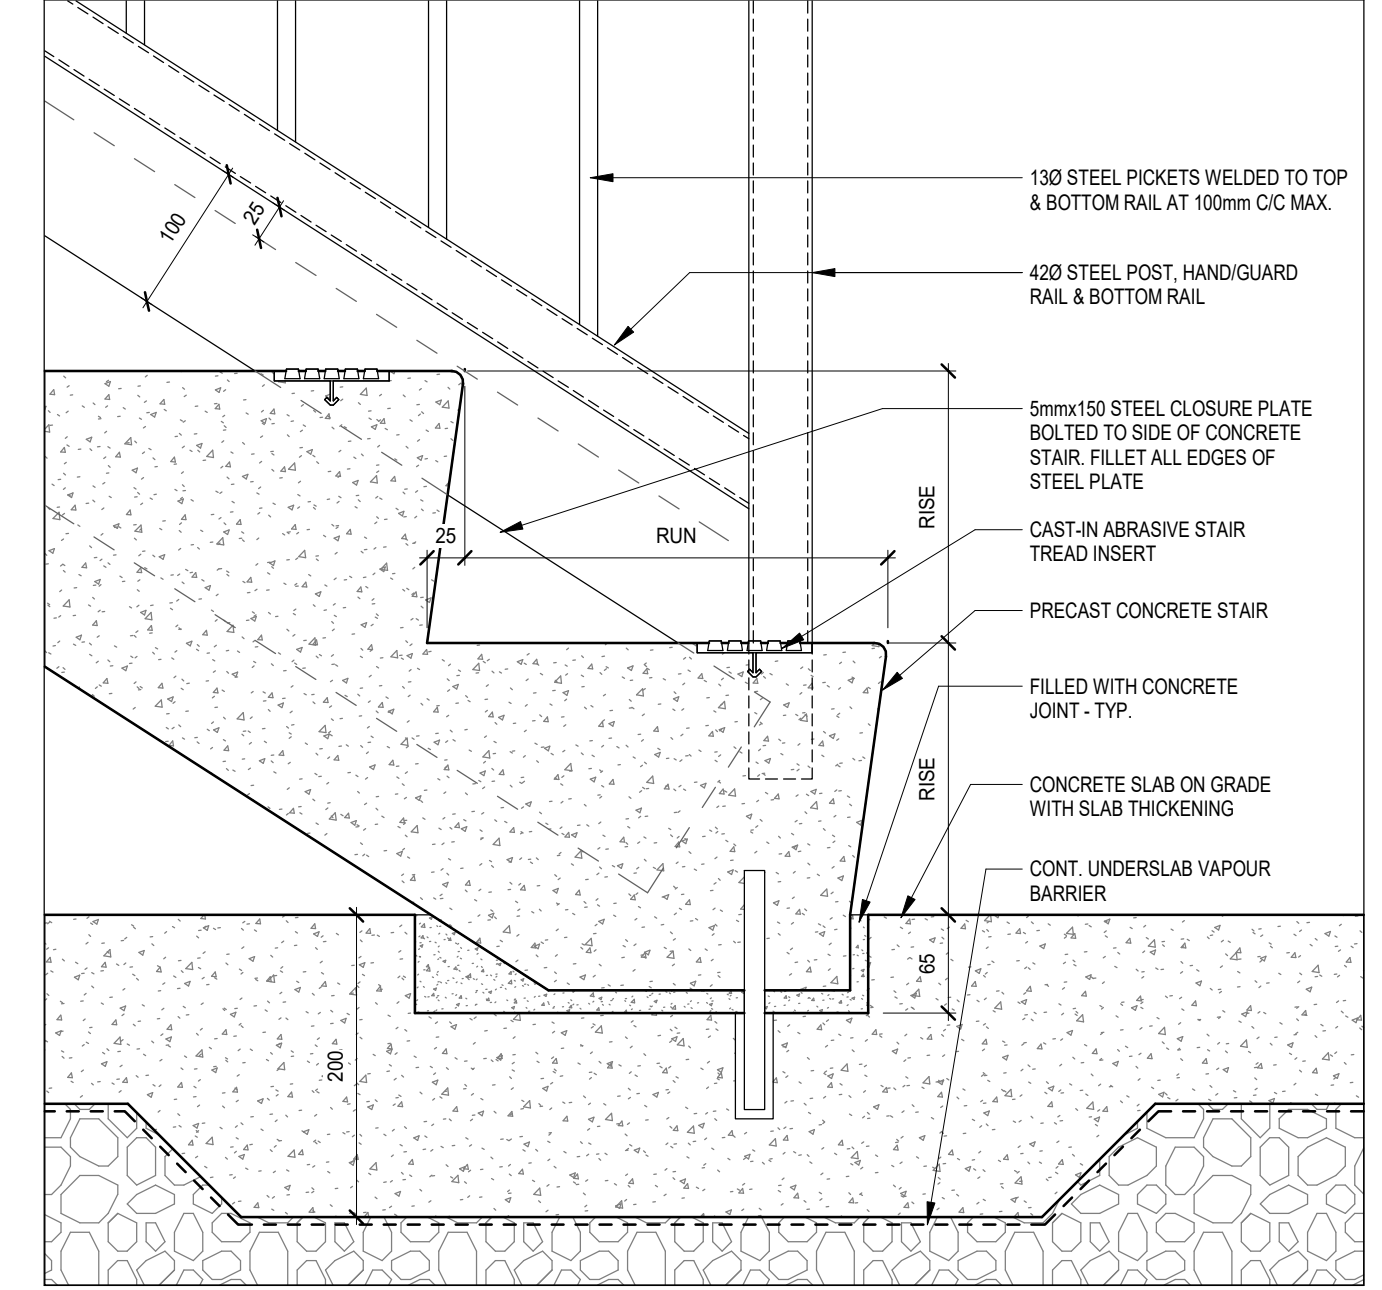 13Ø STEEL PICKETS WELDED TO TOP
& BOTTOM RAIL AT 100mm C/C MAX.
100
25
42Ø STEEL POST, HAND/GUARD
RAIL & BOTTOM RAIL
5mmx150 STEEL CLOSURE PLATE
BOLTED TO SIDE OF CONCRETE
STAIR. FILLET ALL EDGES OF
STEEL PLATE
RISE
25
RUN
CAST-IN ABRASIVE STAIR
TREAD INSERT
PRECAST CONCRETE STAIR
FILLED WITH CONCRETE
JOINT - TYP.
RISE
CONCRETE SLAB ON GRADE
WITH SLAB THICKENING
CONT. UNDERSLAB VAPOUR
BARRIER
65
200